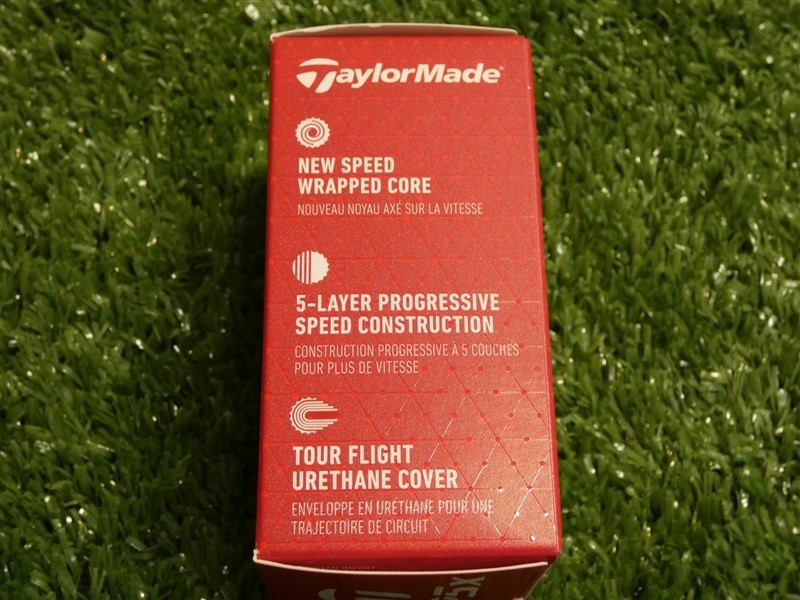 TaylorMade®
NEW SPEED
WRAPPED CORE
NOUVEAU NOYAU AXÉ SUR LA VITESSE
5-LAYER PROGRESSIVE
SPEED CONSTRUCTION
CONSTRUCTION PROGRESSIVE À 5 COUCHES
POUR PLUS DE VITESSE
TOUR FLIGHT
URETHANE COVER
ENVELOPPE EN URÉTHANE POUR UNE
TRAJECTOIRE DE CIRCUIT